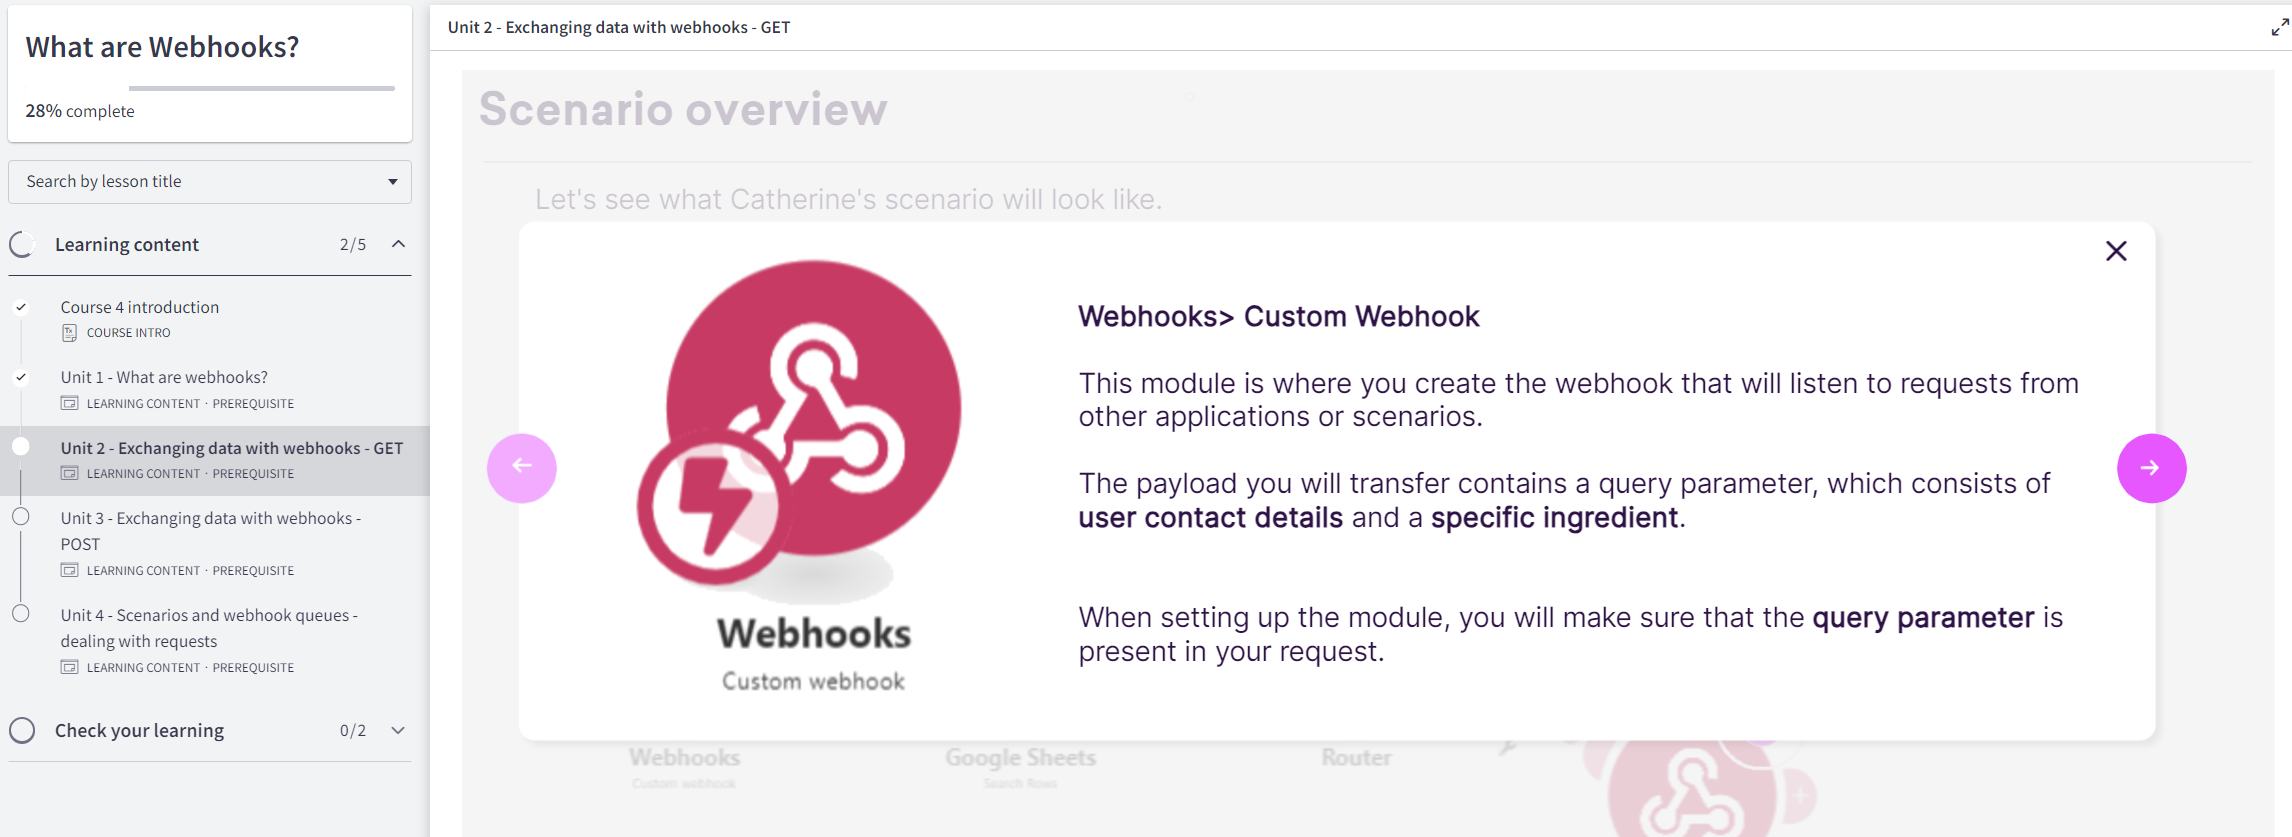 What are Webhooks?
28% complete
Search by lesson title
Learning content 2/5
Course 4 introduction
COURSE INTRO
Unit 1 - What are webhooks?
LEARNING CONTENT · PREREQUISITE
Unit 2 - Exchanging data with webhooks - GET
LEARNING CONTENT · PREREQUISITE
Unit 3 - Exchanging data with webhooks -
POST
LEARNING CONTENT · PREREQUISITE
Unit 4 - Scenarios and webhook queues -
dealing with requests
LEARNING CONTENT · PREREQUISITE
Check your learning 0/2
Unit 2 - Exchanging data with webhooks - GET
Scenario overview
Let's see what Catherine's scenario will look like.
Webhooks
Custom webhook
Webhooks> Custom Webhook
This module is where you create the webhook that will listen to requests from
other applications or scenarios.
The payload you will transfer contains a query parameter, which consists of
user contact details and a specific ingredient.
When setting up the module, you will make sure that the query parameter is
present in your request.
Webhooks
Custom webhook
Google Sheets
Search Rows
Router